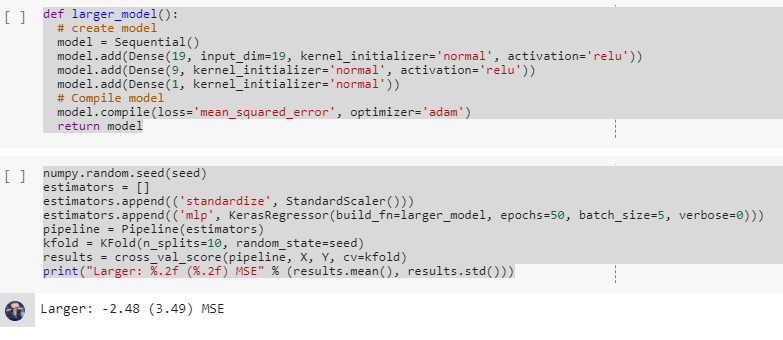 [ ] def larger_model():
# create model
model = Sequential()
model.add(Dense(19, input_dim=19, kernel_initializer='normal', activation='relu'))
model.add(Dense(9, kernel_initializer='normal', activation='relu'))
model.add(Dense(1, kernel_initializer='normal'))
# Compile model
model.compile(loss='mean_squared_error', optimizer='adam')
return model
[ ] numpy.random.seed(seed)
estimators = []
estimators.append(('standardize', StandardScaler()))
estimators.append(('mlp', KerasRegressor(build_fn=larger_model, epochs=50, batch_size=5, verbose=0)))
pipeline = Pipeline(estimators)
kfold = KFold(n_splits=10, random_state=seed)
results = cross_val_score(pipeline, X, Y, cv=kfold)
print("Larger: %.2f (%.2f) MSE" % (results.mean(), results.std()))
Larger: -2.48 (3.49) MSE